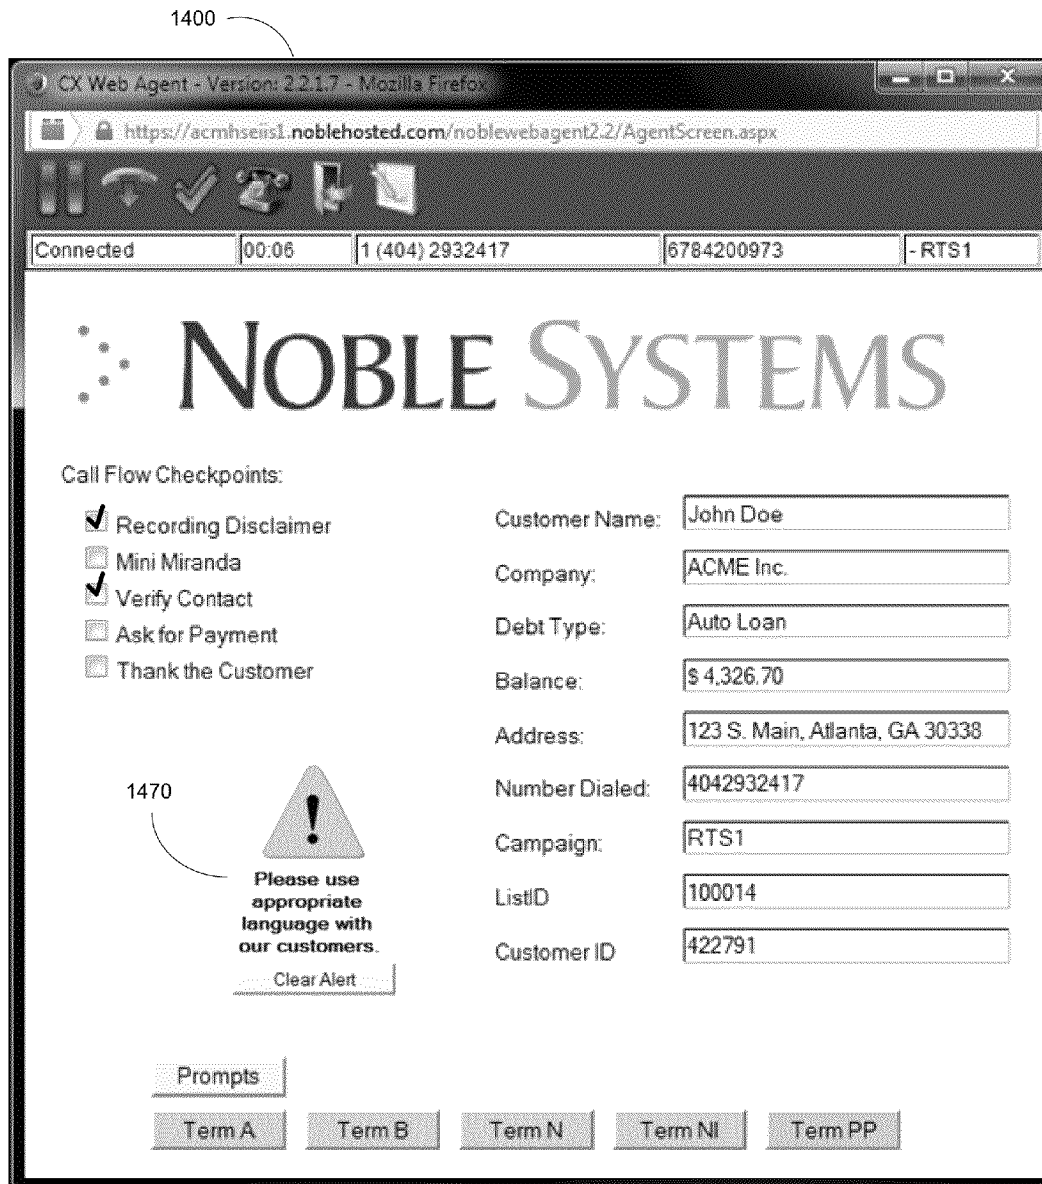 1400
CX Web Agent - Version: 2.2.1.7 - Mozilla Firefox
https://acmhseiis1.noblehosted.com/noblewebagent2.2/AgentScreen.aspx
Connected 00:06 1 (404) 2932417 6784200973 - RTS1
NOBLE SYSTEMS
Call Flow Checkpoints:
Recording Disclaimer
Mini Miranda
Verify Contact
Ask for Payment
Thank the Customer
Customer Name: John Doe
Company: ACME Inc.
Debt Type: Auto Loan
Balance: $ 4,326.70
Address: 123 S. Main, Atlanta, GA 30338
Number Dialed: 4042932417
Campaign: RTS1
ListID 100014
Customer ID 422791
1470
Please use
appropriate
language with
our customers.
Clear Alert
Prompts
Term A Term B Term N Term NI Term PP